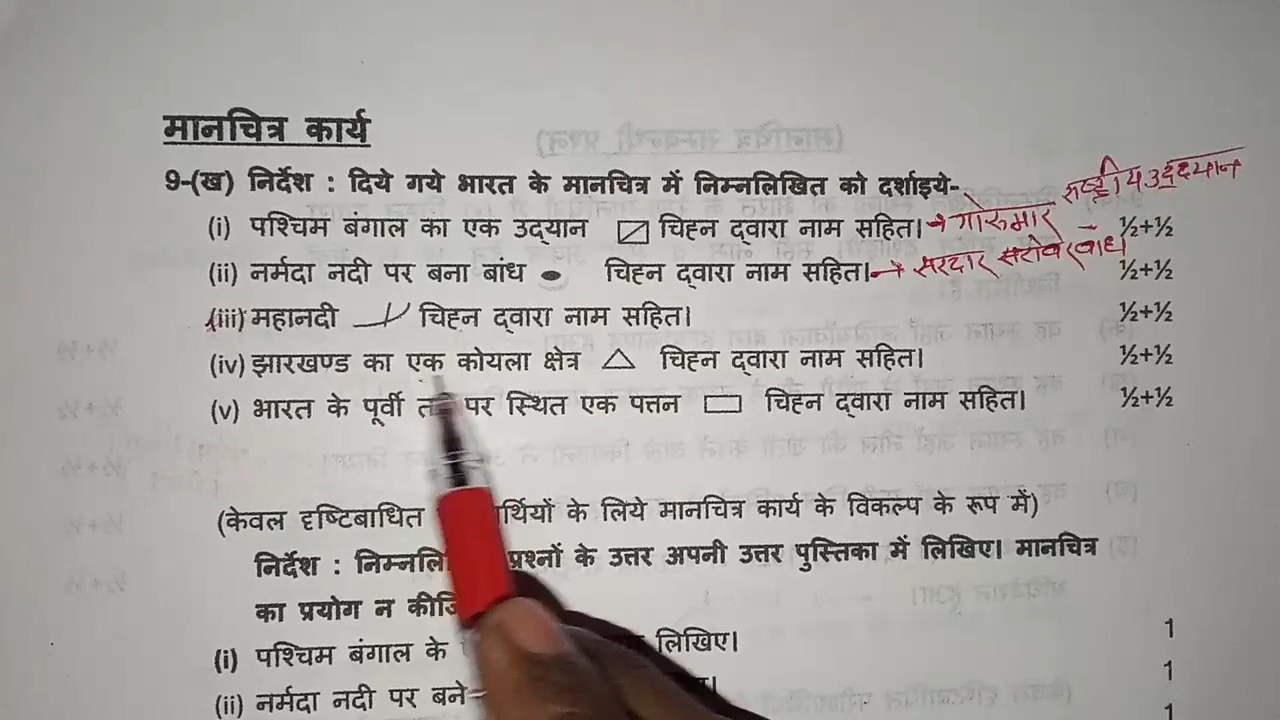 मानचित्र कार्य
9-(ख) निर्देश : दिये गये भारत के मानचित्र में निम्नलिखित को दर्शाइये-
(i) पश्चिम बंगाल का एक उद्यान चिह्न द्वारा नाम सहित। → गोरूमार राष्ट्रीय उद्द्यान ½+½
(ii) नर्मदा नदी पर बना बांध चिह्न द्वारा नाम सहित। → सरदार सरोवर बाँध। ½+½
(iii) महानदी चिह्न द्वारा नाम सहित। ½+½
(iv) झारखण्ड का एक कोयला क्षेत्र चिह्न द्वारा नाम सहित। ½+½
(v) भारत के पूर्वी पर स्थित एक पत्तन चिह्न द्वारा नाम सहित। ½+½
(केवल दृष्टिबाधित के लिये मानचित्र कार्य के विकल्प के रूप में)
निर्देश : प्रश्नों के उत्तर अपनी उत्तर पुस्तिका में लिखिए। मानचित्र
का प्रयोग न
(i) पश्चिम बंगाल के लिखिए। 1
(ii) नर्मदा नदी पर बने 1
1